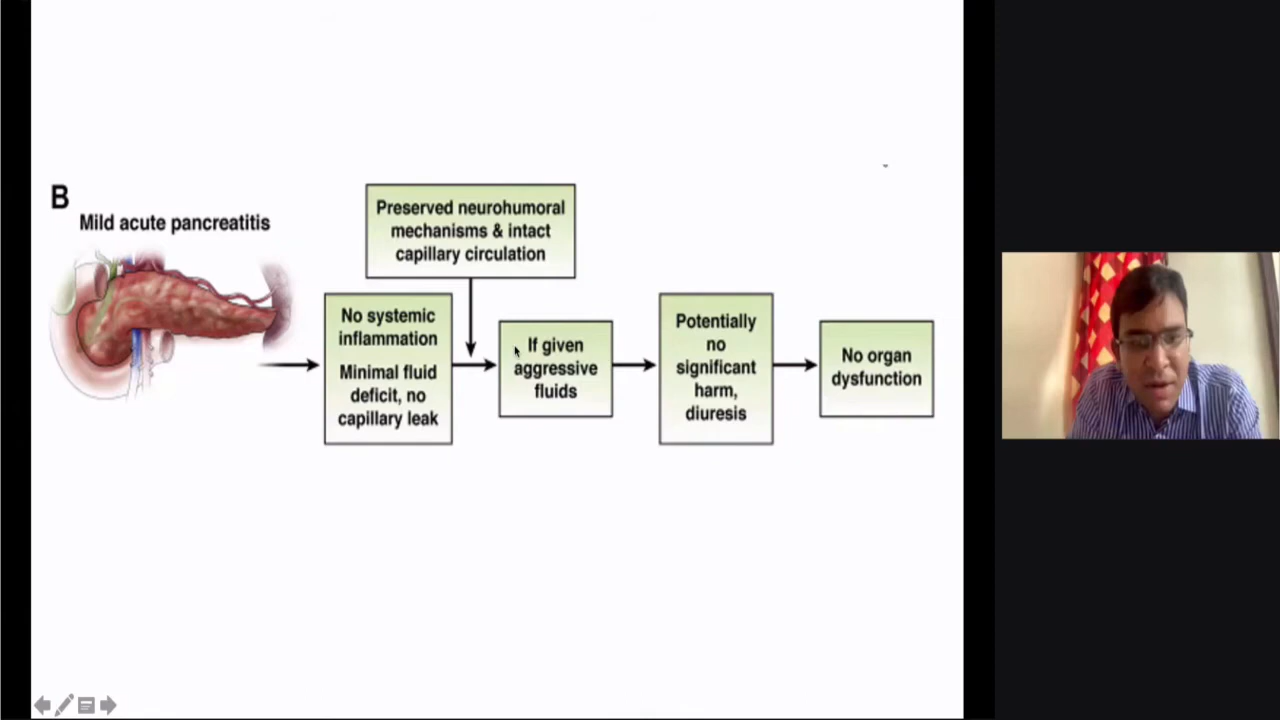 B
Mild acute pancreatitis
Preserved neurohumoral
mechanisms & intact
capillary circulation
No systemic
inflammation
Minimal fluid
deficit, no
capillary leak
If given
aggressive
fluids
Potentially
no
significant
harm,
diuresis
No organ
dysfunction